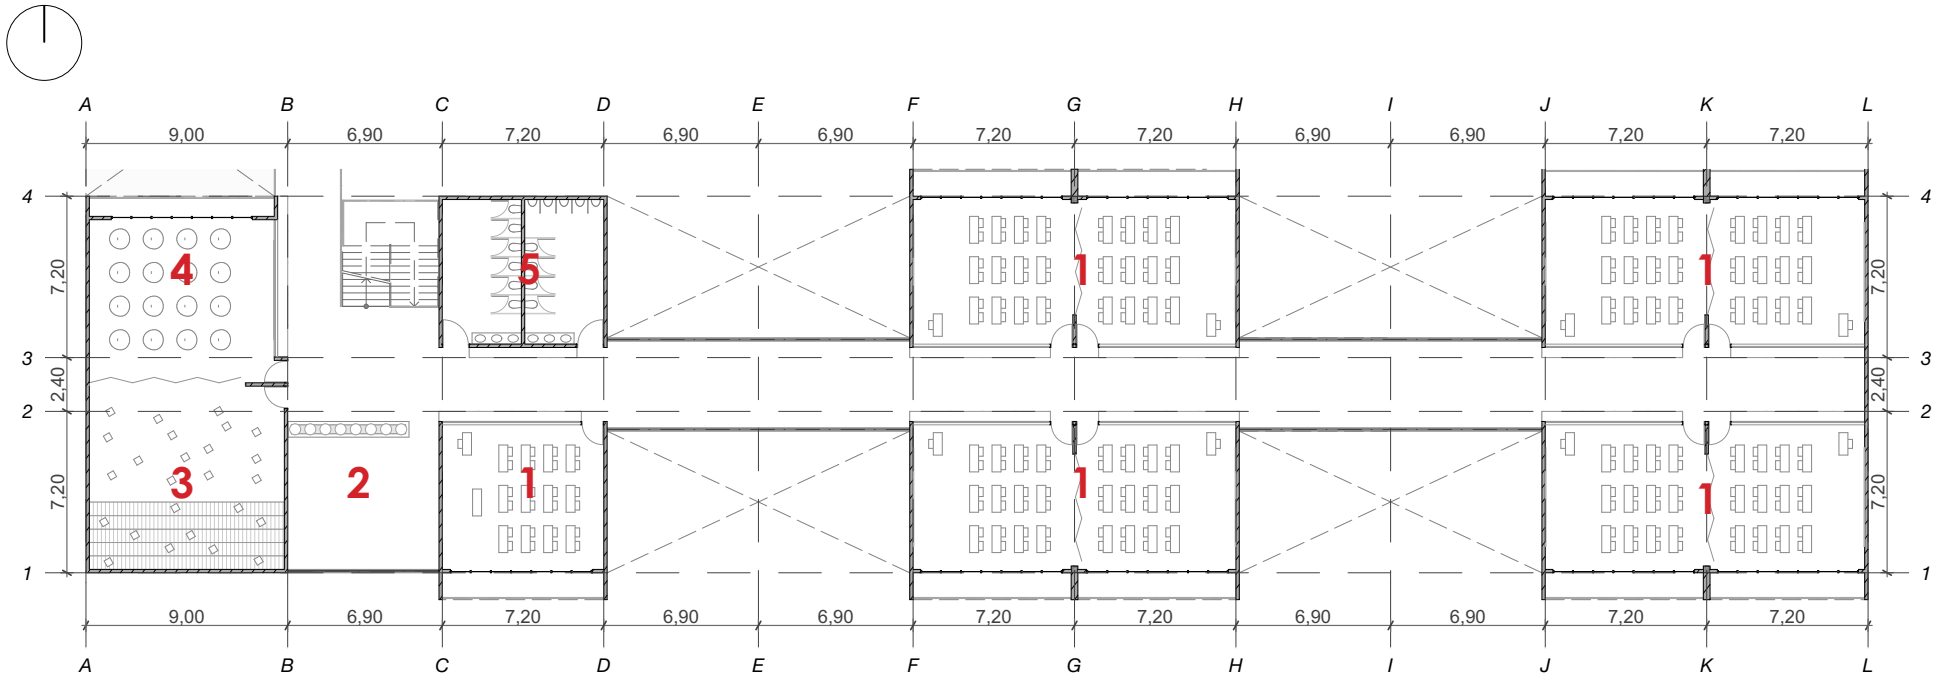 A B C D E F G H I J K L
9,00 6,90 7,20 6,90 6,90 7,20 7,20 6,90 6,90 7,20 7,20
4 4
7,20 4 5 1 1 7,20
3 3
2,40 2,40
2 2
7,20 3 2 1 1 1 7,20
1 1
9,00 6,90 7,20 6,90 6,90 7,20 7,20 6,90 6,90 7,20 7,20
A B C D E F G H I J K L